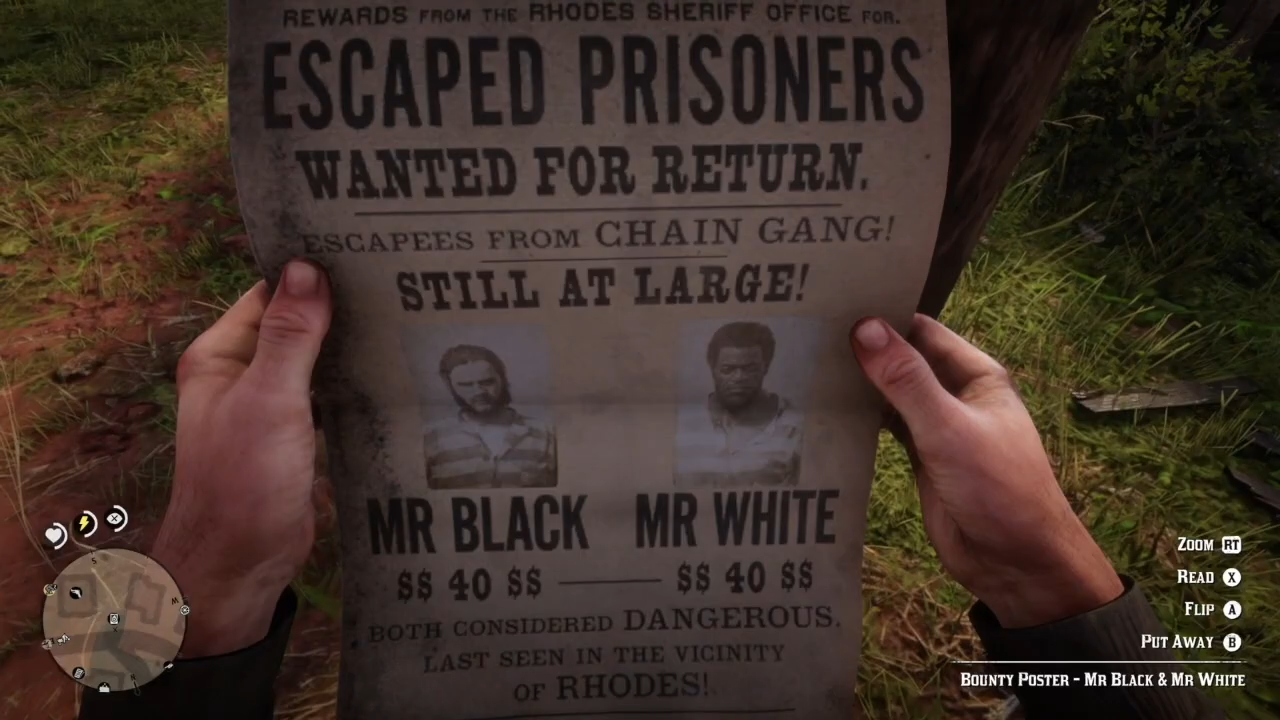 REWARDS FROM THE RHODES SHERIFF OFFICE FOR.
ESCAPED PRISONERS
WANTED FOR RETURN.
ESCAPEES FROM CHAIN GANG!
STILL AT LARGE!
MR BLACK MR WHITE
$$ 40 $$ $$ 40 $$
BOTH CONSIDERED DANGEROUS.
LAST SEEN IN THE VICINITY
OF RHODES!
ZOOM RT
READ X
FLIP A
PUT AWAY B
BOUNTY POSTER - MR BLACK & MR WHITE